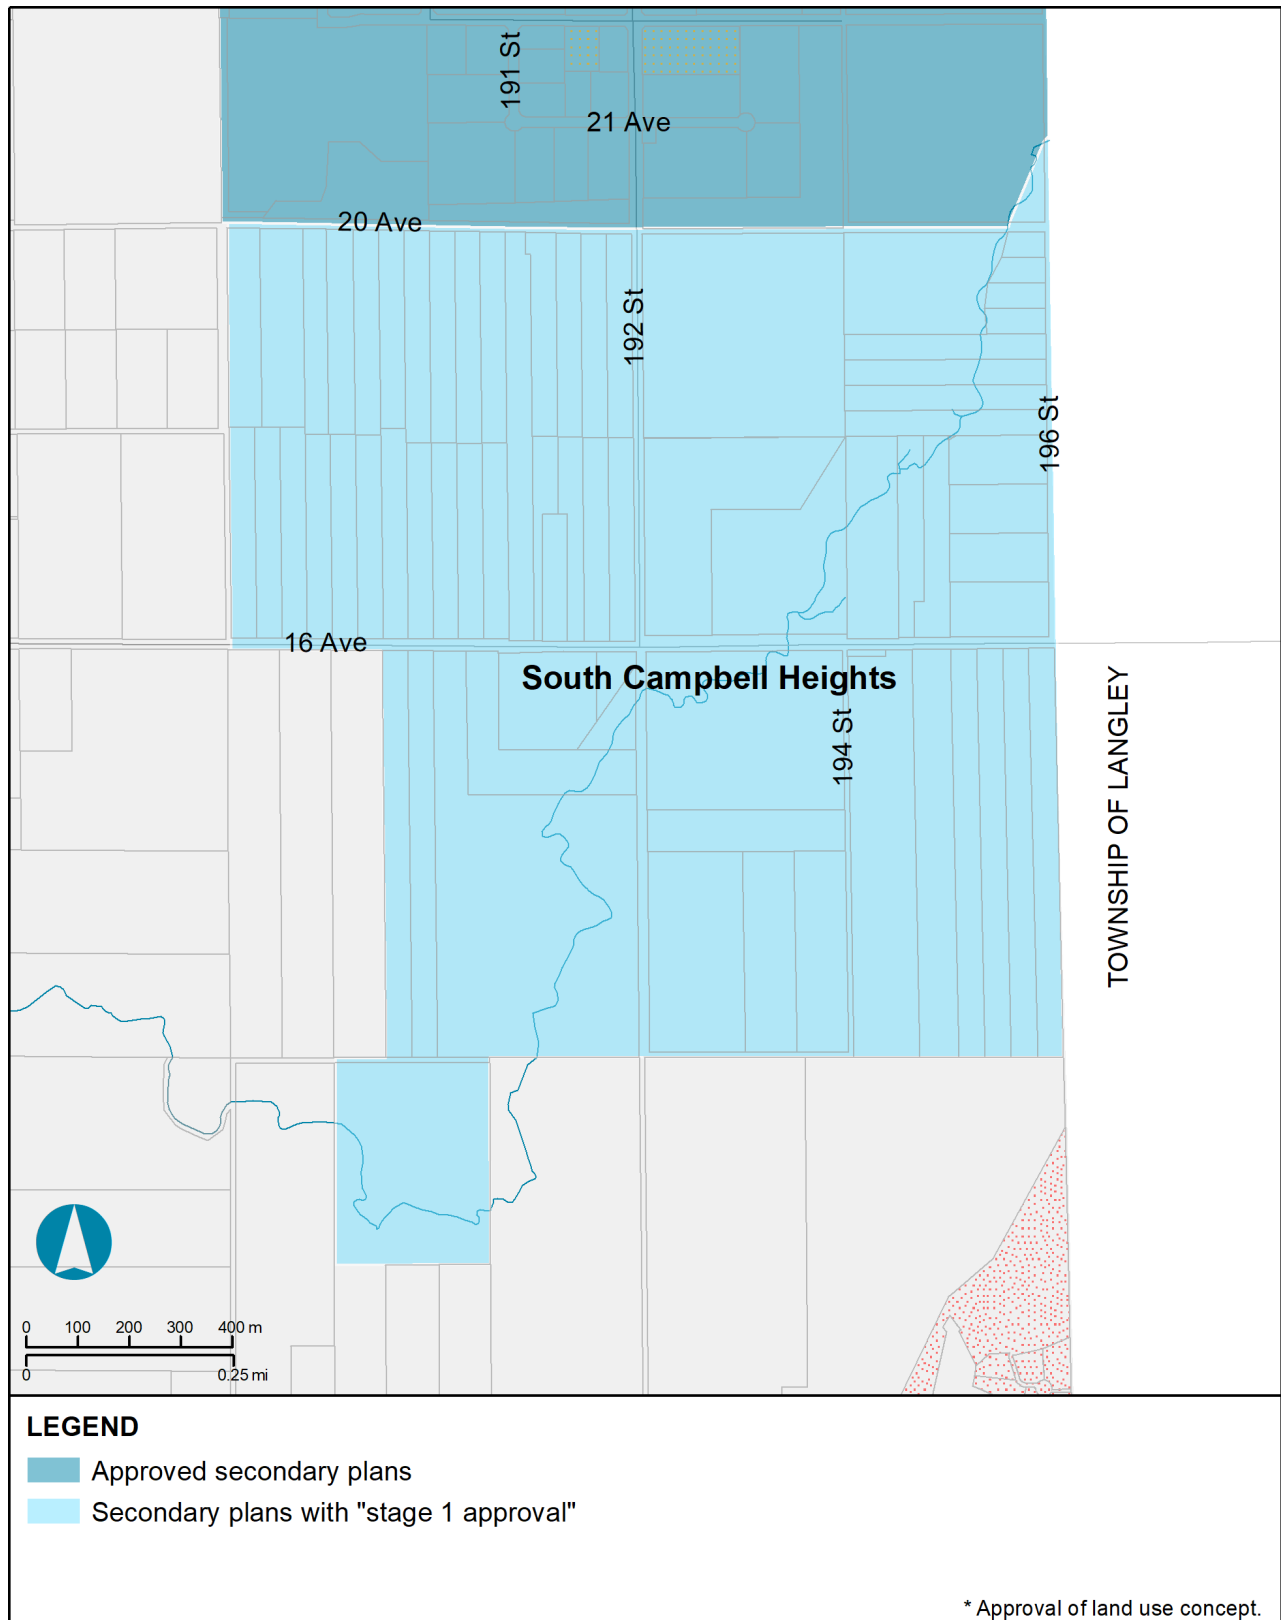 191 St
21 Ave
20 Ave
192 St
196 St
16 Ave
South Campbell Heights
194 St
TOWNSHIP OF LANGLEY
0 100 200 300 400 m
0 0.25 mi
LEGEND
Approved secondary plans
Secondary plans with "stage 1 approval"
* Approval of land use concept.